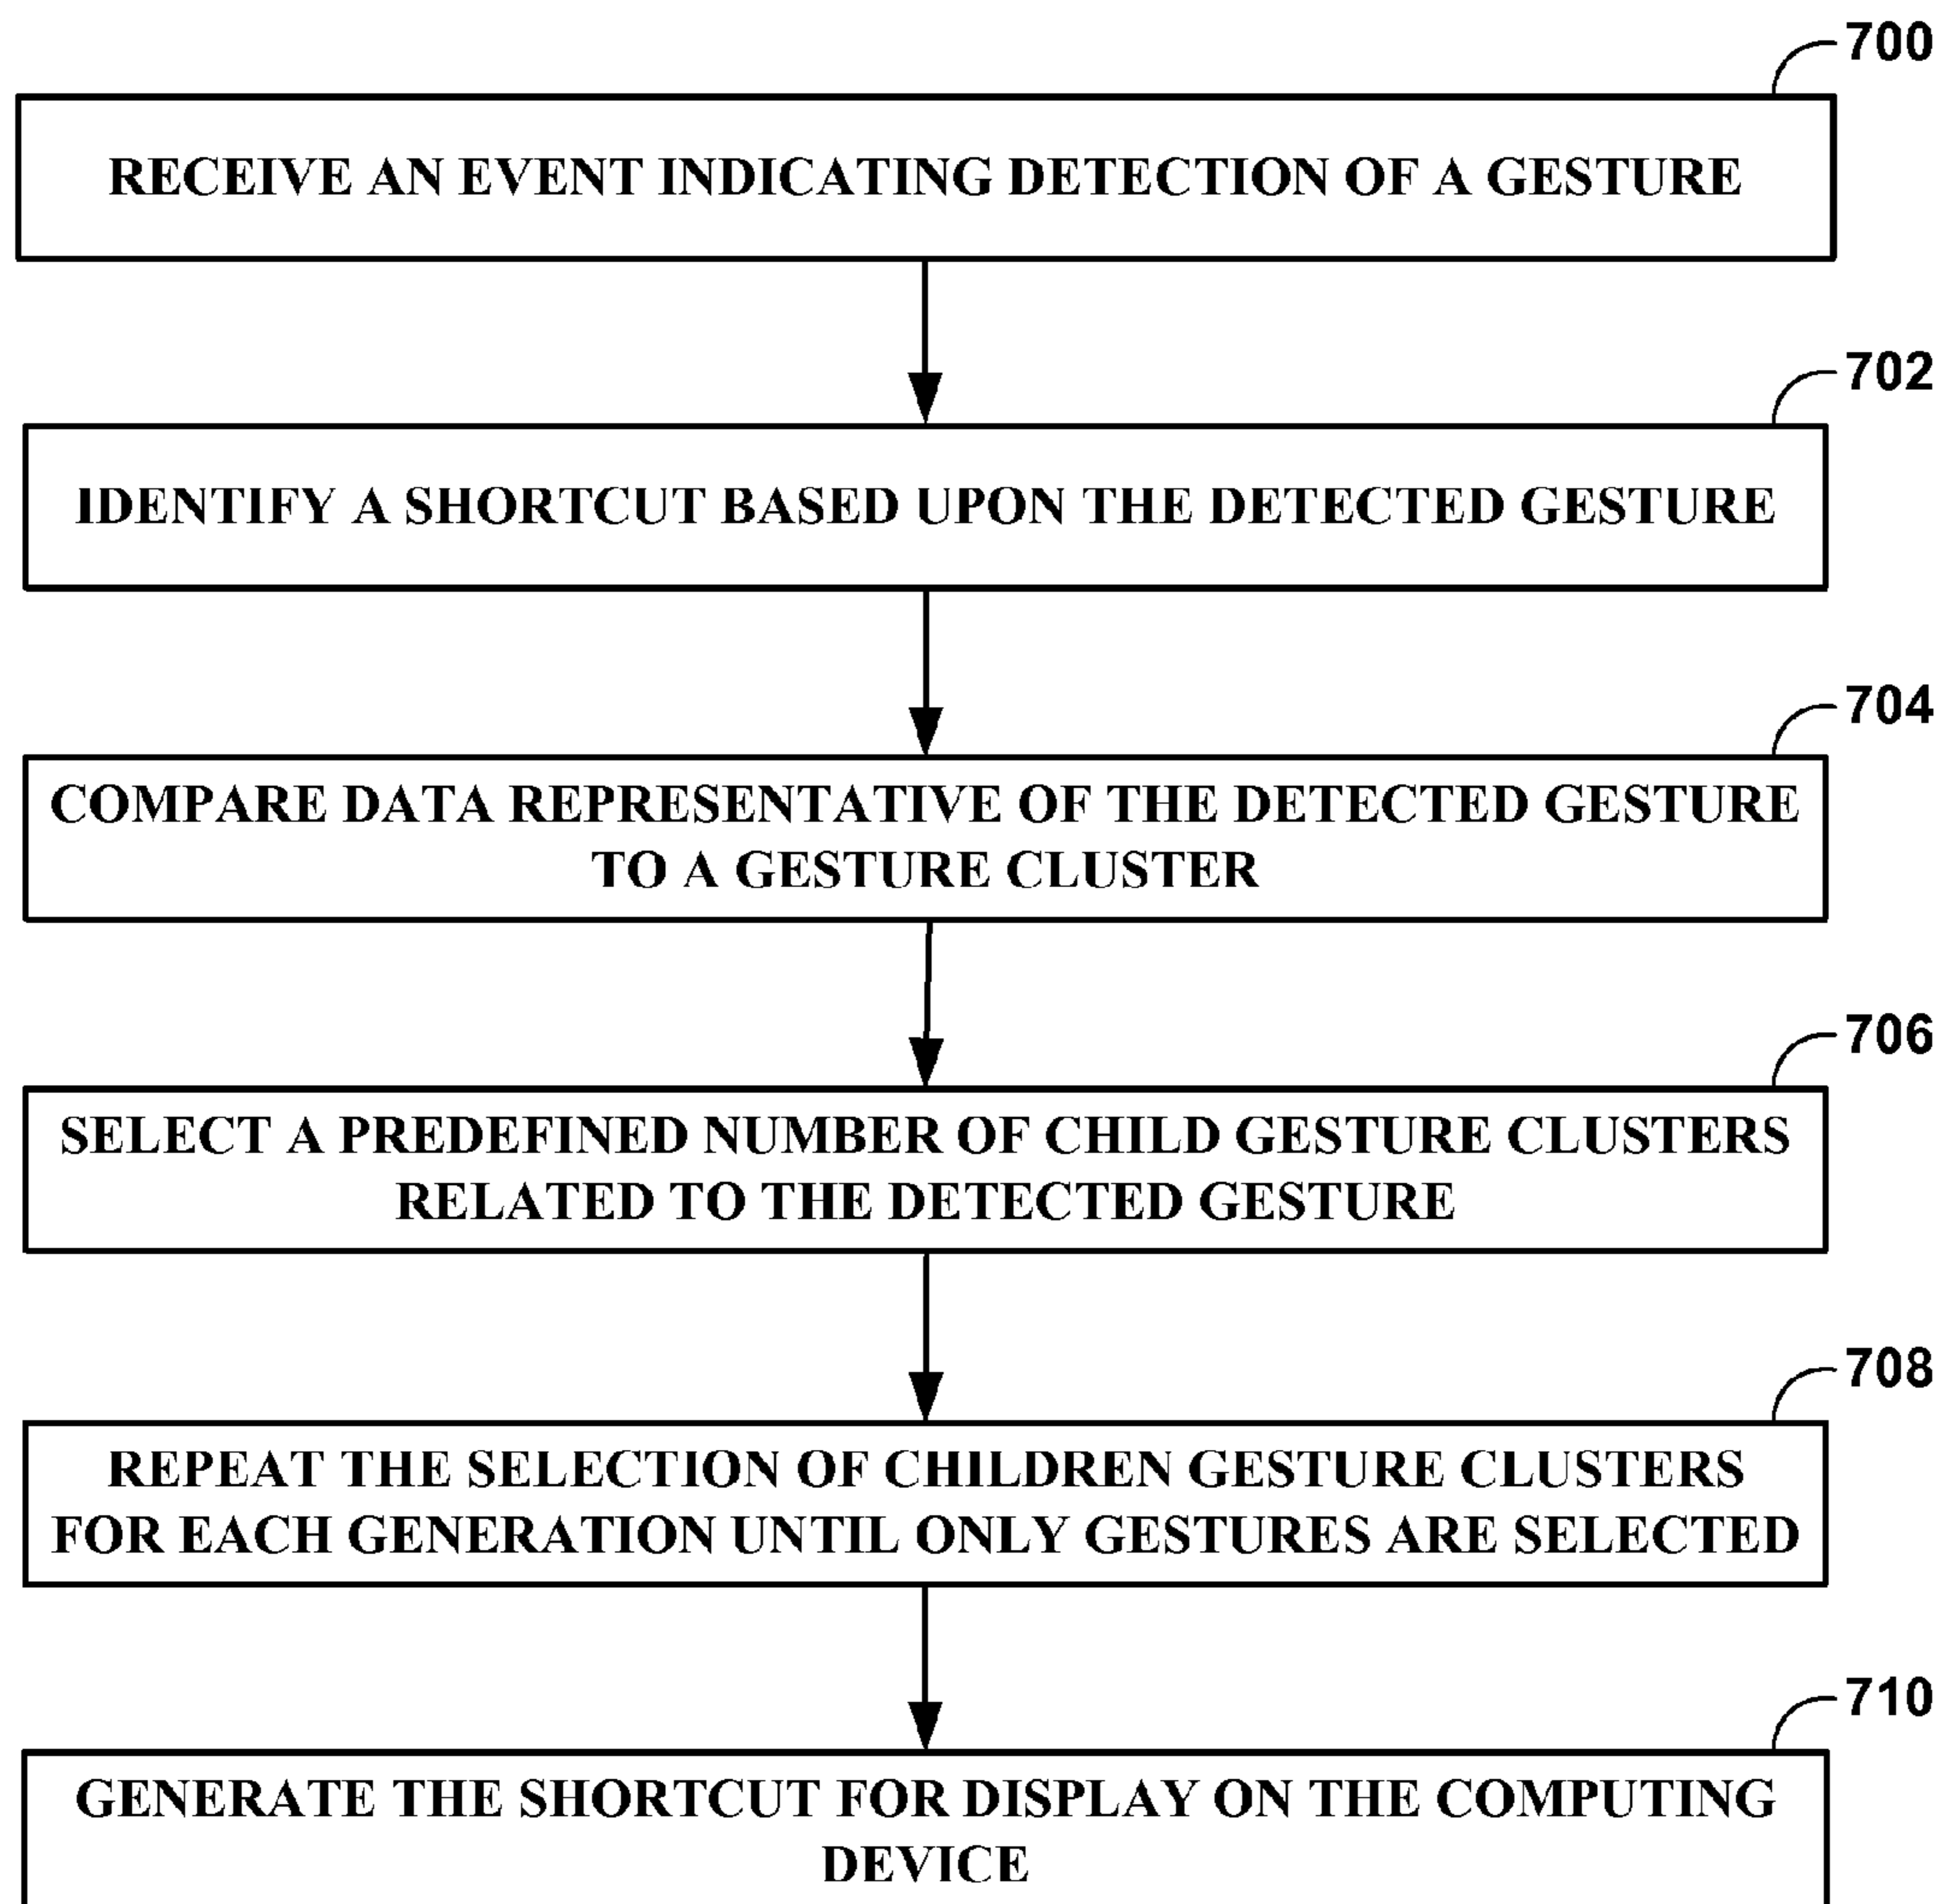 700
RECEIVE AN EVENT INDICATING DETECTION OF A GESTURE
702
IDENTIFY A SHORTCUT BASED UPON THE DETECTED GESTURE
704
COMPARE DATA REPRESENTATIVE OF THE DETECTED GESTURE
TO A GESTURE CLUSTER
706
SELECT A PREDEFINED NUMBER OF CHILD GESTURE CLUSTERS
RELATED TO THE DETECTED GESTURE
708
REPEAT THE SELECTION OF CHILDREN GESTURE CLUSTERS
FOR EACH GENERATION UNTIL ONLY GESTURES ARE SELECTED
710
GENERATE THE SHORTCUT FOR DISPLAY ON THE COMPUTING
DEVICE